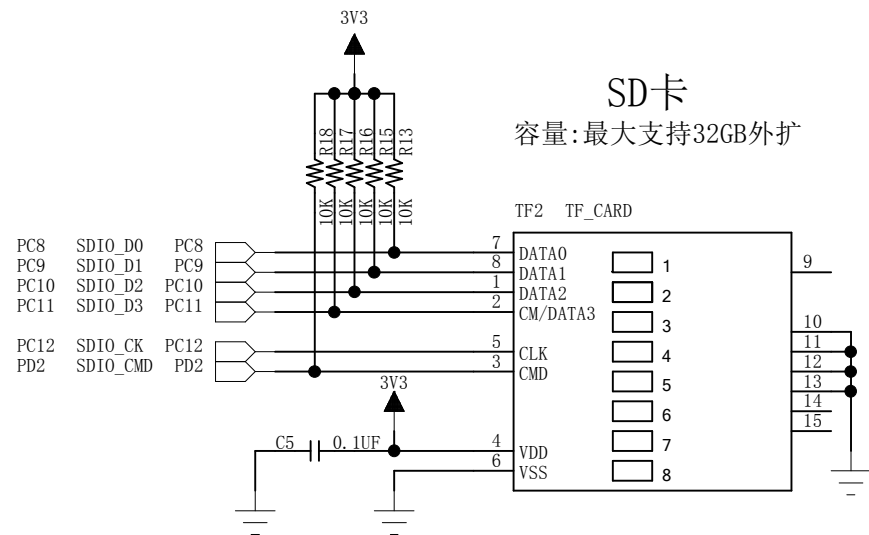 3V3
SD卡
容量:最大支持32GB外扩
R18
R17
R16
R15
R13
10K
10K
10K
10K
10K
TF2 TF_CARD
PC8 SDIO_D0 PC8 7 DATA0 1 9
PC9 SDIO_D1 PC9 8 DATA1
PC10 SDIO_D2 PC10 1 DATA2 2
PC11 SDIO_D3 PC11 2 CM/DATA3 3 10
PC12 SDIO_CK PC12 5 CLK 4 11
PD2 SDIO_CMD PD2 3 CMD 12
3V3 5 13
6 14
15
C5 0.1UF 4 VDD 7
6 VSS 8